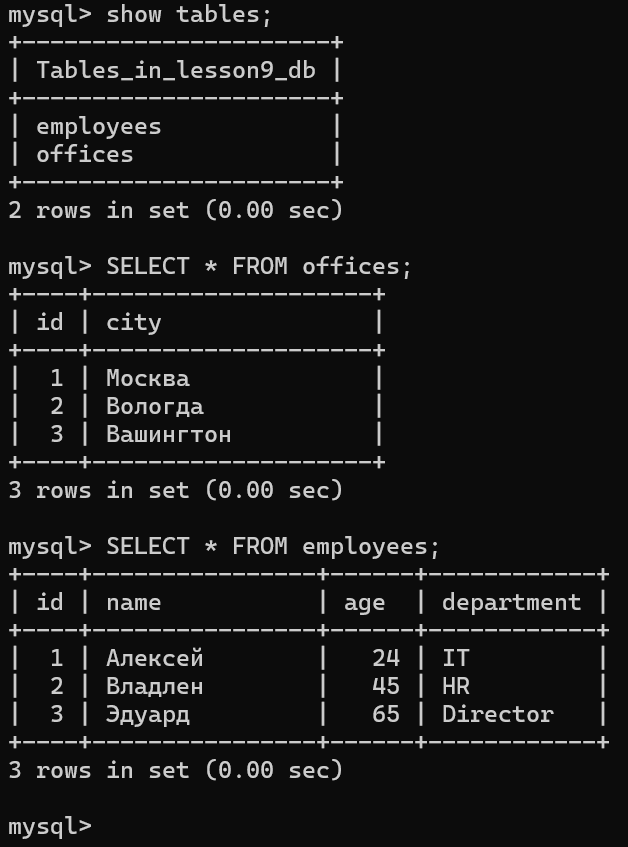 mysql> show tables;
+----------------------+
| Tables_in_lesson9_db |
+----------------------+
| employees            |
| offices              |
+----------------------+
2 rows in set (0.00 sec)

mysql> SELECT * FROM offices;
+----+--------------------+
| id | city               |
+----+--------------------+
|  1 | Москва             |
|  2 | Вологда            |
|  3 | Вашингтон          |
+----+--------------------+
3 rows in set (0.00 sec)

mysql> SELECT * FROM employees;
+----+----------------+------+------------+
| id | name           | age  | department |
+----+----------------+------+------------+
|  1 | Алексей        |   24 | IT         |
|  2 | Владлен        |   45 | HR         |
|  3 | Эдуард         |   65 | Director   |
+----+----------------+------+------------+
3 rows in set (0.00 sec)

mysql>